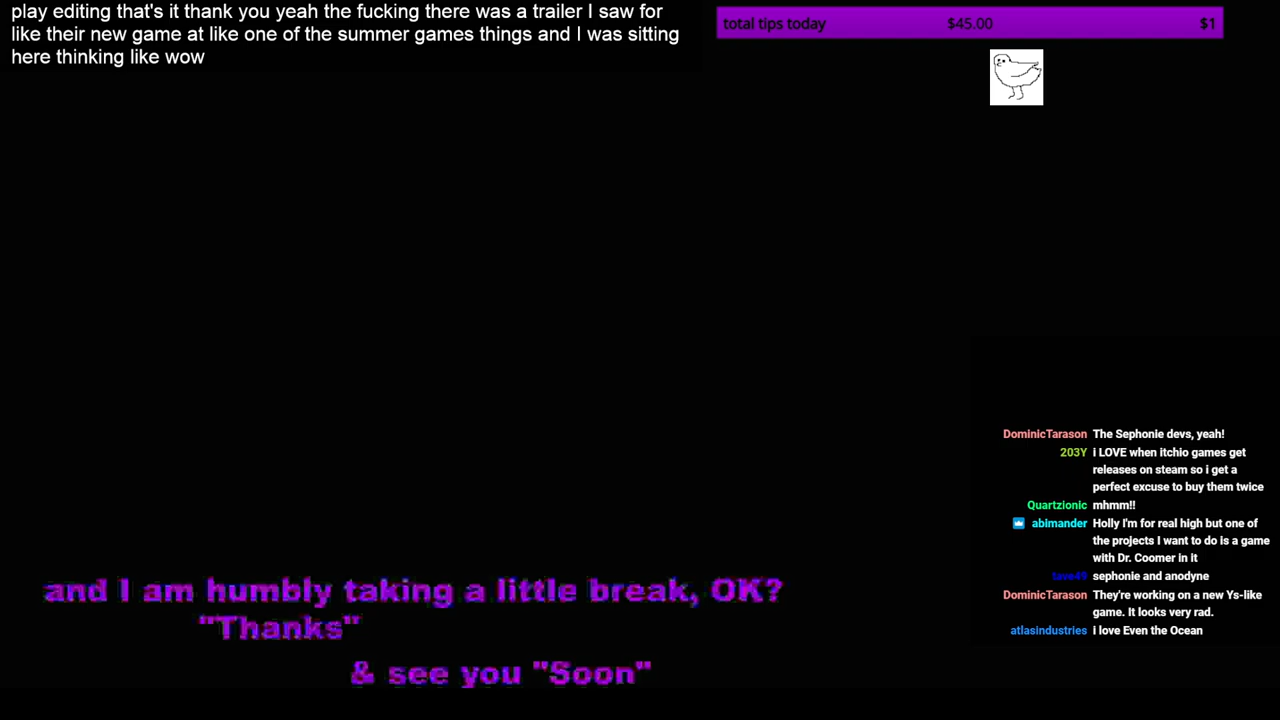 play editing that's it thank you yeah the fucking there was a trailer I saw for
like their new game at like one of the summer games things and I was sitting
here thinking like wow
total tips today $45.00 $1
DominicTarason The Sephonie devs, yeah!
203Y i LOVE when itchio games get
releases on steam so i get a
perfect excuse to buy them twice
Quartzionic mhmm!!
abimander Holly I'm for real high but one of
the projects I want to do is a game
with Dr. Coomer in it
tave49 sephonie and anodyne
DominicTarason They're working on a new Ys-like
game. It looks very rad.
atlasindustries i love Even the Ocean
and I am humbly taking a little break, OK?
"Thanks"
& see you "Soon"